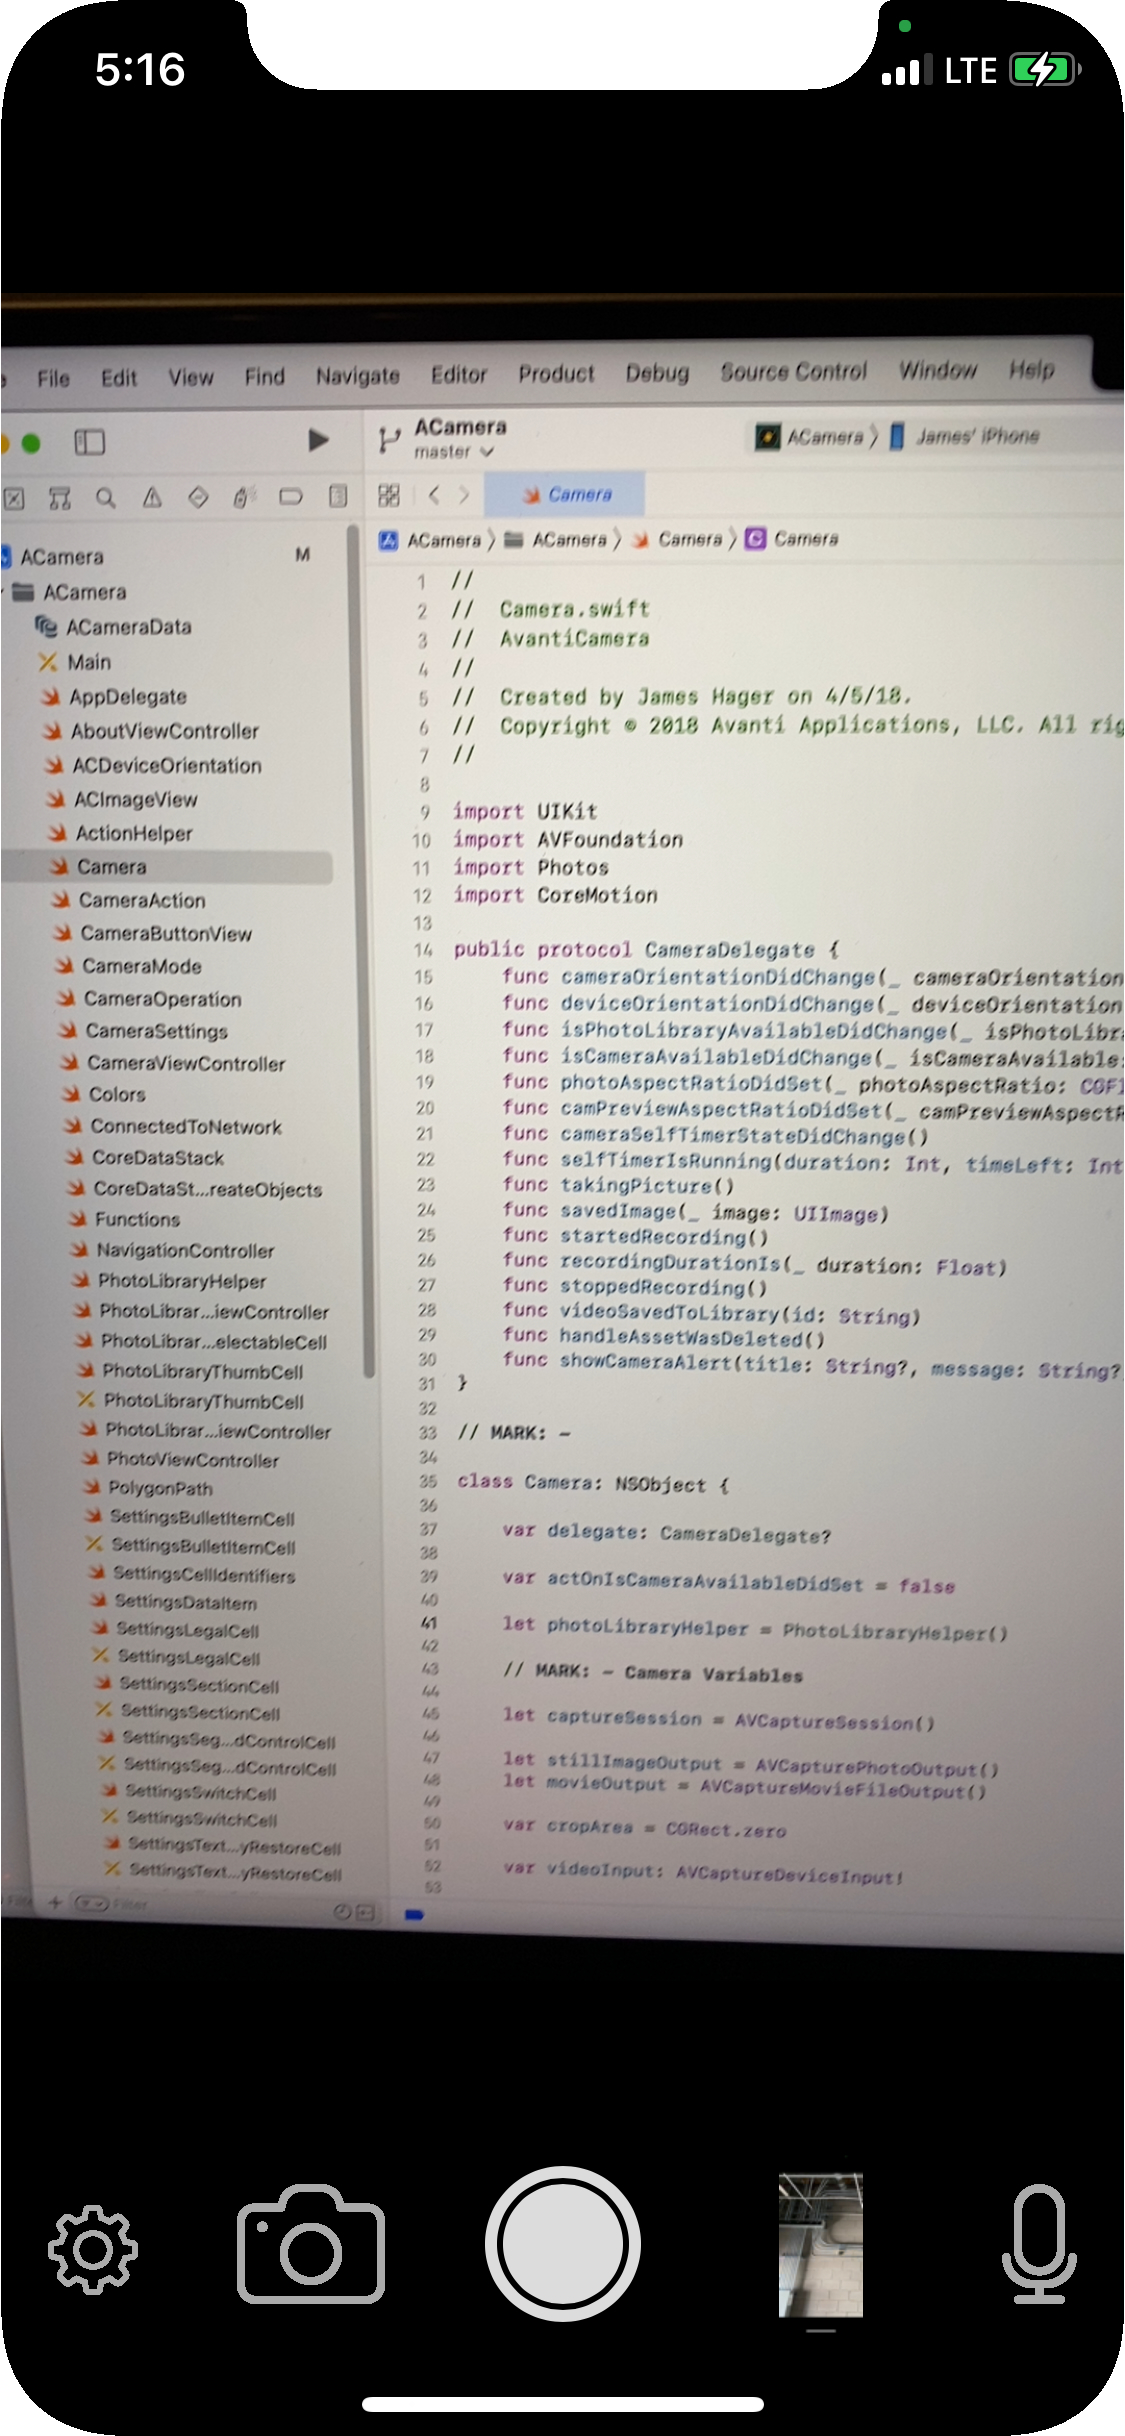 5:16
LTE
File Edit View Find Navigate Editor Product Debug Source Control Window Help
ACamera
master
ACamera James' iPhone
Camera
ACamera ACamera Camera Camera
ACamera M
ACamera
ACameraData
Main
AppDelegate
AboutViewController
ACDeviceOrientation
ACImageView
ActionHelper
Camera
CameraAction
CameraButtonView
CameraMode
CameraOperation
CameraSettings
CameraViewController
Colors
ConnectedToNetwork
CoreDataStack
CoreDataSt...reateObjects
Functions
NavigationController
PhotoLibraryHelper
PhotoLibrar...iewController
PhotoLibrar...electableCell
PhotoLibraryThumbCell
PhotoLibraryThumbCell
PhotoLibrar...iewController
PhotoViewController
PolygonPath
SettingsBulletItemCell
SettingsBulletItemCell
SettingsCellIdentifiers
SettingsDataItem
SettingsLegalCell
SettingsLegalCell
SettingsSectionCell
SettingsSectionCell
SettingsSeg...dControlCell
SettingsSeg...dControlCell
SettingsSwitchCell
SettingsSwitchCell
SettingsText...yRestoreCell
SettingsText...yRestoreCell
Filter
1 //
2 // Camera.swift
3 // AvantiCamera
4 //
5 // Created by James Hager on 4/5/18.
6 // Copyright © 2018 Avanti Applications, LLC. All rig
7 //
8
9 import UIKit
10 import AVFoundation
11 import Photos
12 import CoreMotion
13
14 public protocol CameraDelegate {
15 func cameraOrientationDidChange(_ cameraOrientation
16 func deviceOrientationDidChange(_ deviceOrientation
17 func isPhotoLibraryAvailableDidChange(_ isPhotoLibr
18 func isCameraAvailableDidChange(_ isCameraAvailable:
19 func photoAspectRatioDidSet(_ photoAspectRatio: CGFl
20 func camPreviewAspectRatioDidSet(_ camPreviewAspectR
21 func cameraSelfTimerStateDidChange()
22 func selfTimerIsRunning(duration: Int, timeLeft: Int
23 func takingPicture()
24 func savedImage(_ image: UIImage)
25 func startedRecording()
26 func recordingDurationIs(_ duration: Float)
27 func stoppedRecording()
28 func videoSavedToLibrary(id: String)
29 func handleAssetWasDeleted()
30 func showCameraAlert(title: String?, message: String?
31 }
32
33 // MARK: -
34
35 class Camera: NSObject {
36
37 var delegate: CameraDelegate?
38
39 var actOnIsCameraAvailableDidSet = false
40
41 let photoLibraryHelper = PhotoLibraryHelper()
42
43 // MARK: - Camera Variables
44
45 let captureSession = AVCaptureSession()
46
47 let stillImageOutput = AVCapturePhotoOutput()
48 let movieOutput = AVCaptureMovieFileOutput()
49
50 var cropArea = CGRect.zero
51
52 var videoInput: AVCaptureDeviceInput!
53